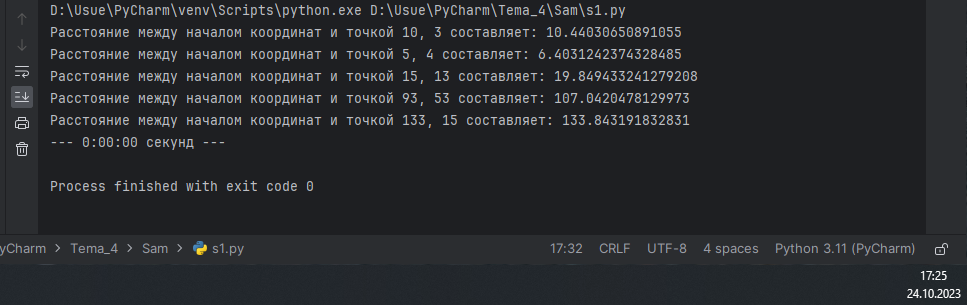 D:\Usue\PyCharm\venv\Scripts\python.exe D:\Usue\PyCharm\Tema_4\Sam\s1.py
Расстояние между началом координат и точкой 10, 3 составляет: 10.44030650891055
Расстояние между началом координат и точкой 5, 4 составляет: 6.4031242374328485
Расстояние между началом координат и точкой 15, 13 составляет: 19.849433241279208
Расстояние между началом координат и точкой 93, 53 составляет: 107.0420478129973
Расстояние между началом координат и точкой 133, 15 составляет: 133.843191832831
--- 0:00:00 секунд ---
Process finished with exit code 0
yCharm > Tema_4 > Sam > s1.py 17:32 CRLF UTF-8 4 spaces Python 3.11 (PyCharm)
17:25
24.10.2023